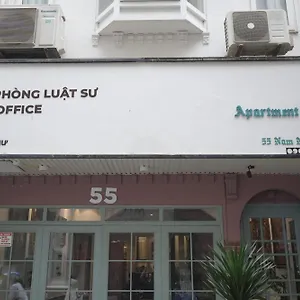 PHÒNG LUẬT SƯ
OFFICE
Apartment
55 Nam
55